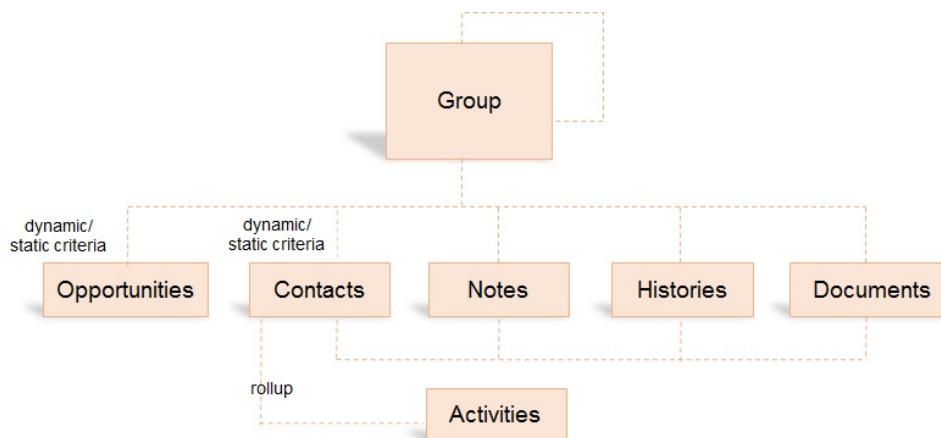 Group
dynamic/
static criteria
dynamic/
static criteria
Opportunities
Contacts
Notes
Histories
Documents
rollup
Activities